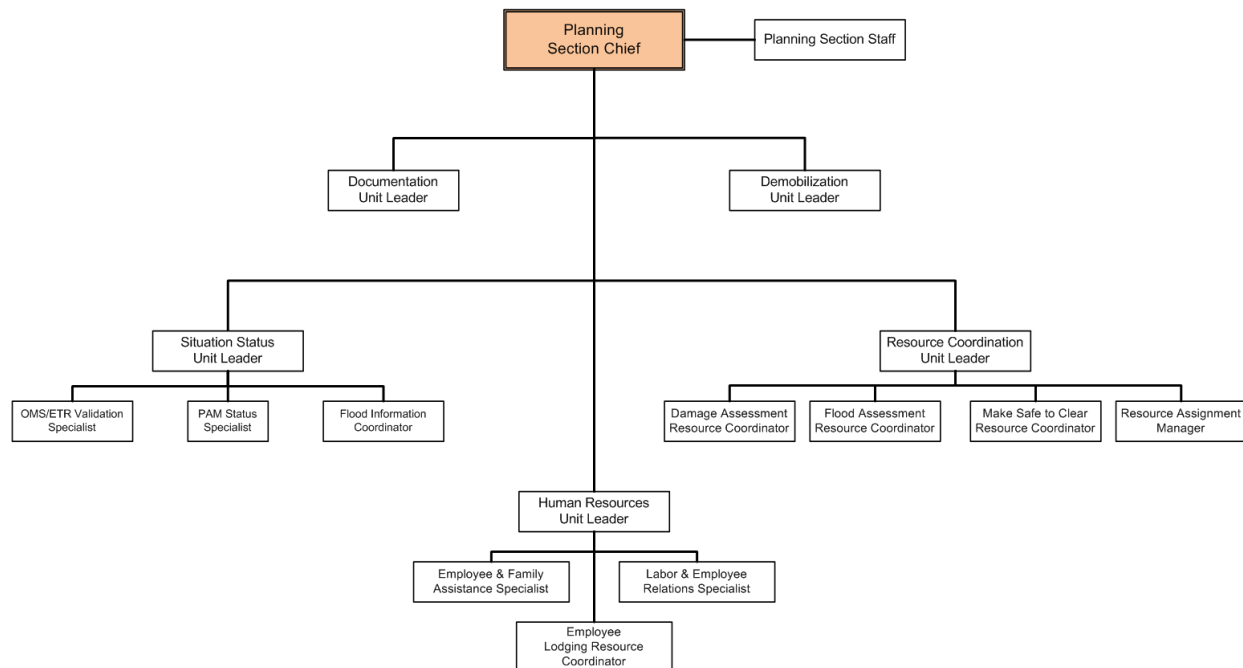 Planning
Section Chief
Planning Section Staff
Documentation
Unit Leader
Demobilization
Unit Leader
Situation Status
Unit Leader
Resource Coordination
Unit Leader
OMS/ETR Validation
Specialist
PAM Status
Specialist
Flood Information
Coordinator
Damage Assessment
Resource Coordinator
Flood Assessment
Resource Coordinator
Make Safe to Clear
Resource Coordinator
Resource Assignment
Manager
Human Resources
Unit Leader
Employee & Family
Assistance Specialist
Labor & Employee
Relations Specialist
Employee
Lodging Resource
Coordinator